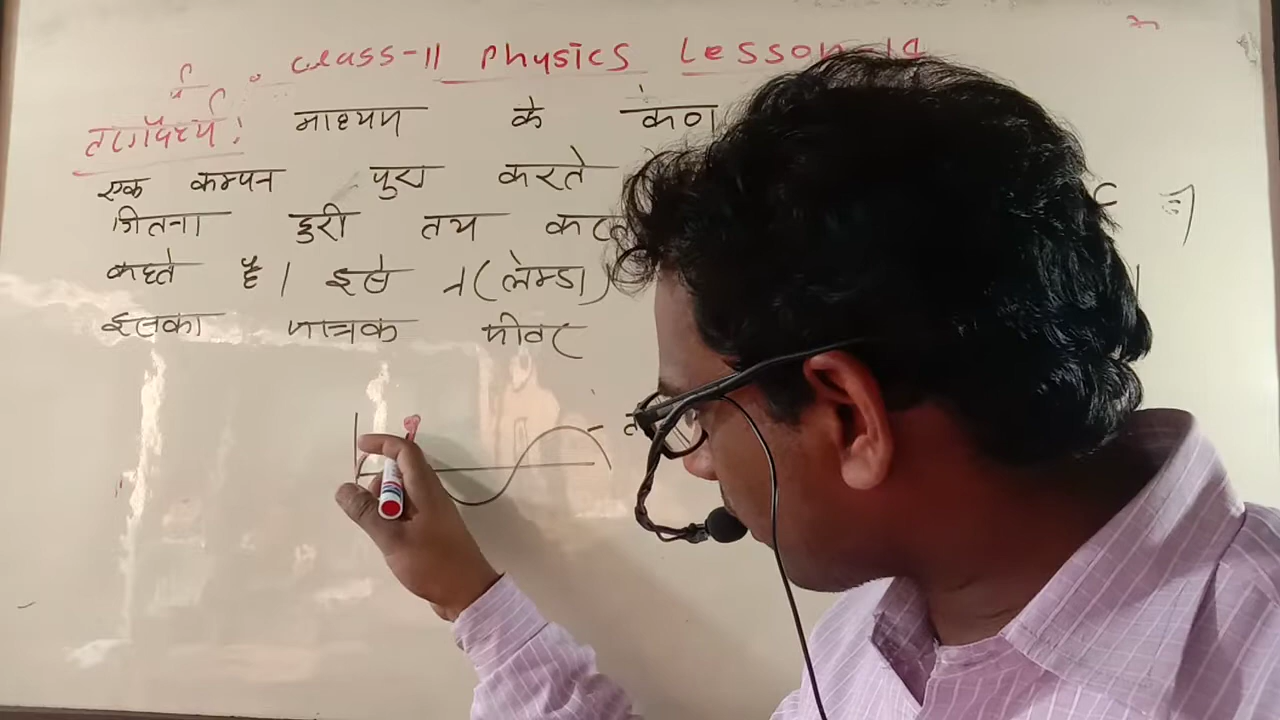 Class-11 Physics Lesson-19
तरंगदैर्घ्य: माध्यम के कण
एक कम्पन पुरा करते
जितना दुरी तय कर
कहते है। इसे λ (लेम्डा)
इसका मात्रक मीटर